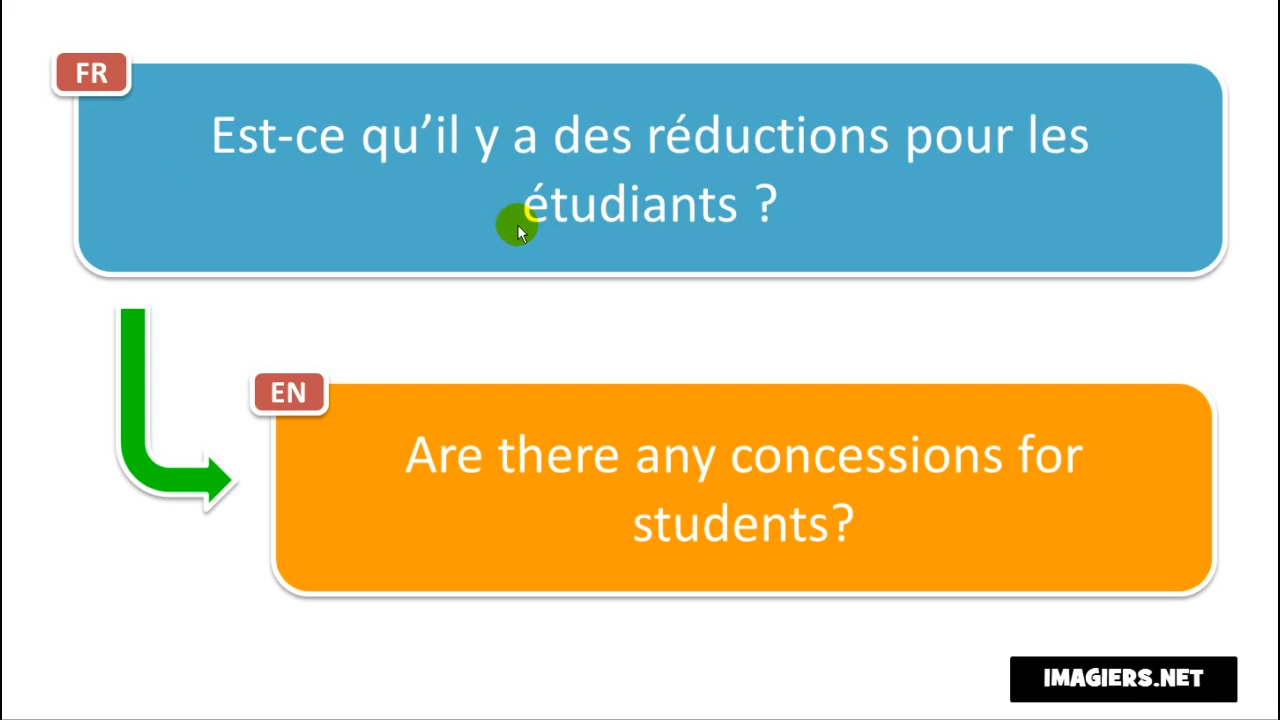 FR
Est-ce qu’il y a des réductions pour les
étudiants ?
EN
Are there any concessions for
students?
IMAGIERS.NET